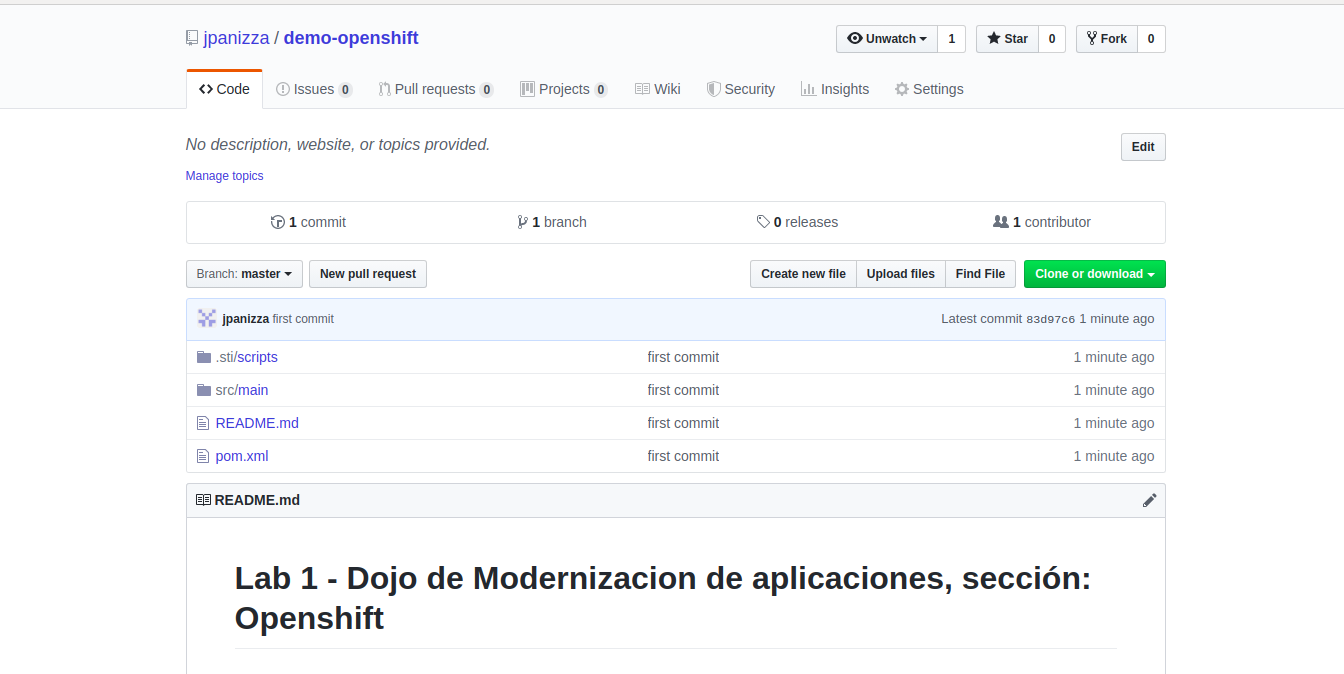 jpanizza / demo-openshift
Unwatch 1 Star 0 Fork 0
Code Issues 0 Pull requests 0 Projects 0 Wiki Security Insights Settings
No description, website, or topics provided.
Edit
Manage topics
1 commit 1 branch 0 releases 1 contributor
Branch: master New pull request Create new file Upload files Find File Clone or download
jpanizza first commit Latest commit 83d97c6 1 minute ago
.sti/scripts first commit 1 minute ago
src/main first commit 1 minute ago
README.md first commit 1 minute ago
pom.xml first commit 1 minute ago
README.md
Lab 1 - Dojo de Modernizacion de aplicaciones, sección:
Openshift